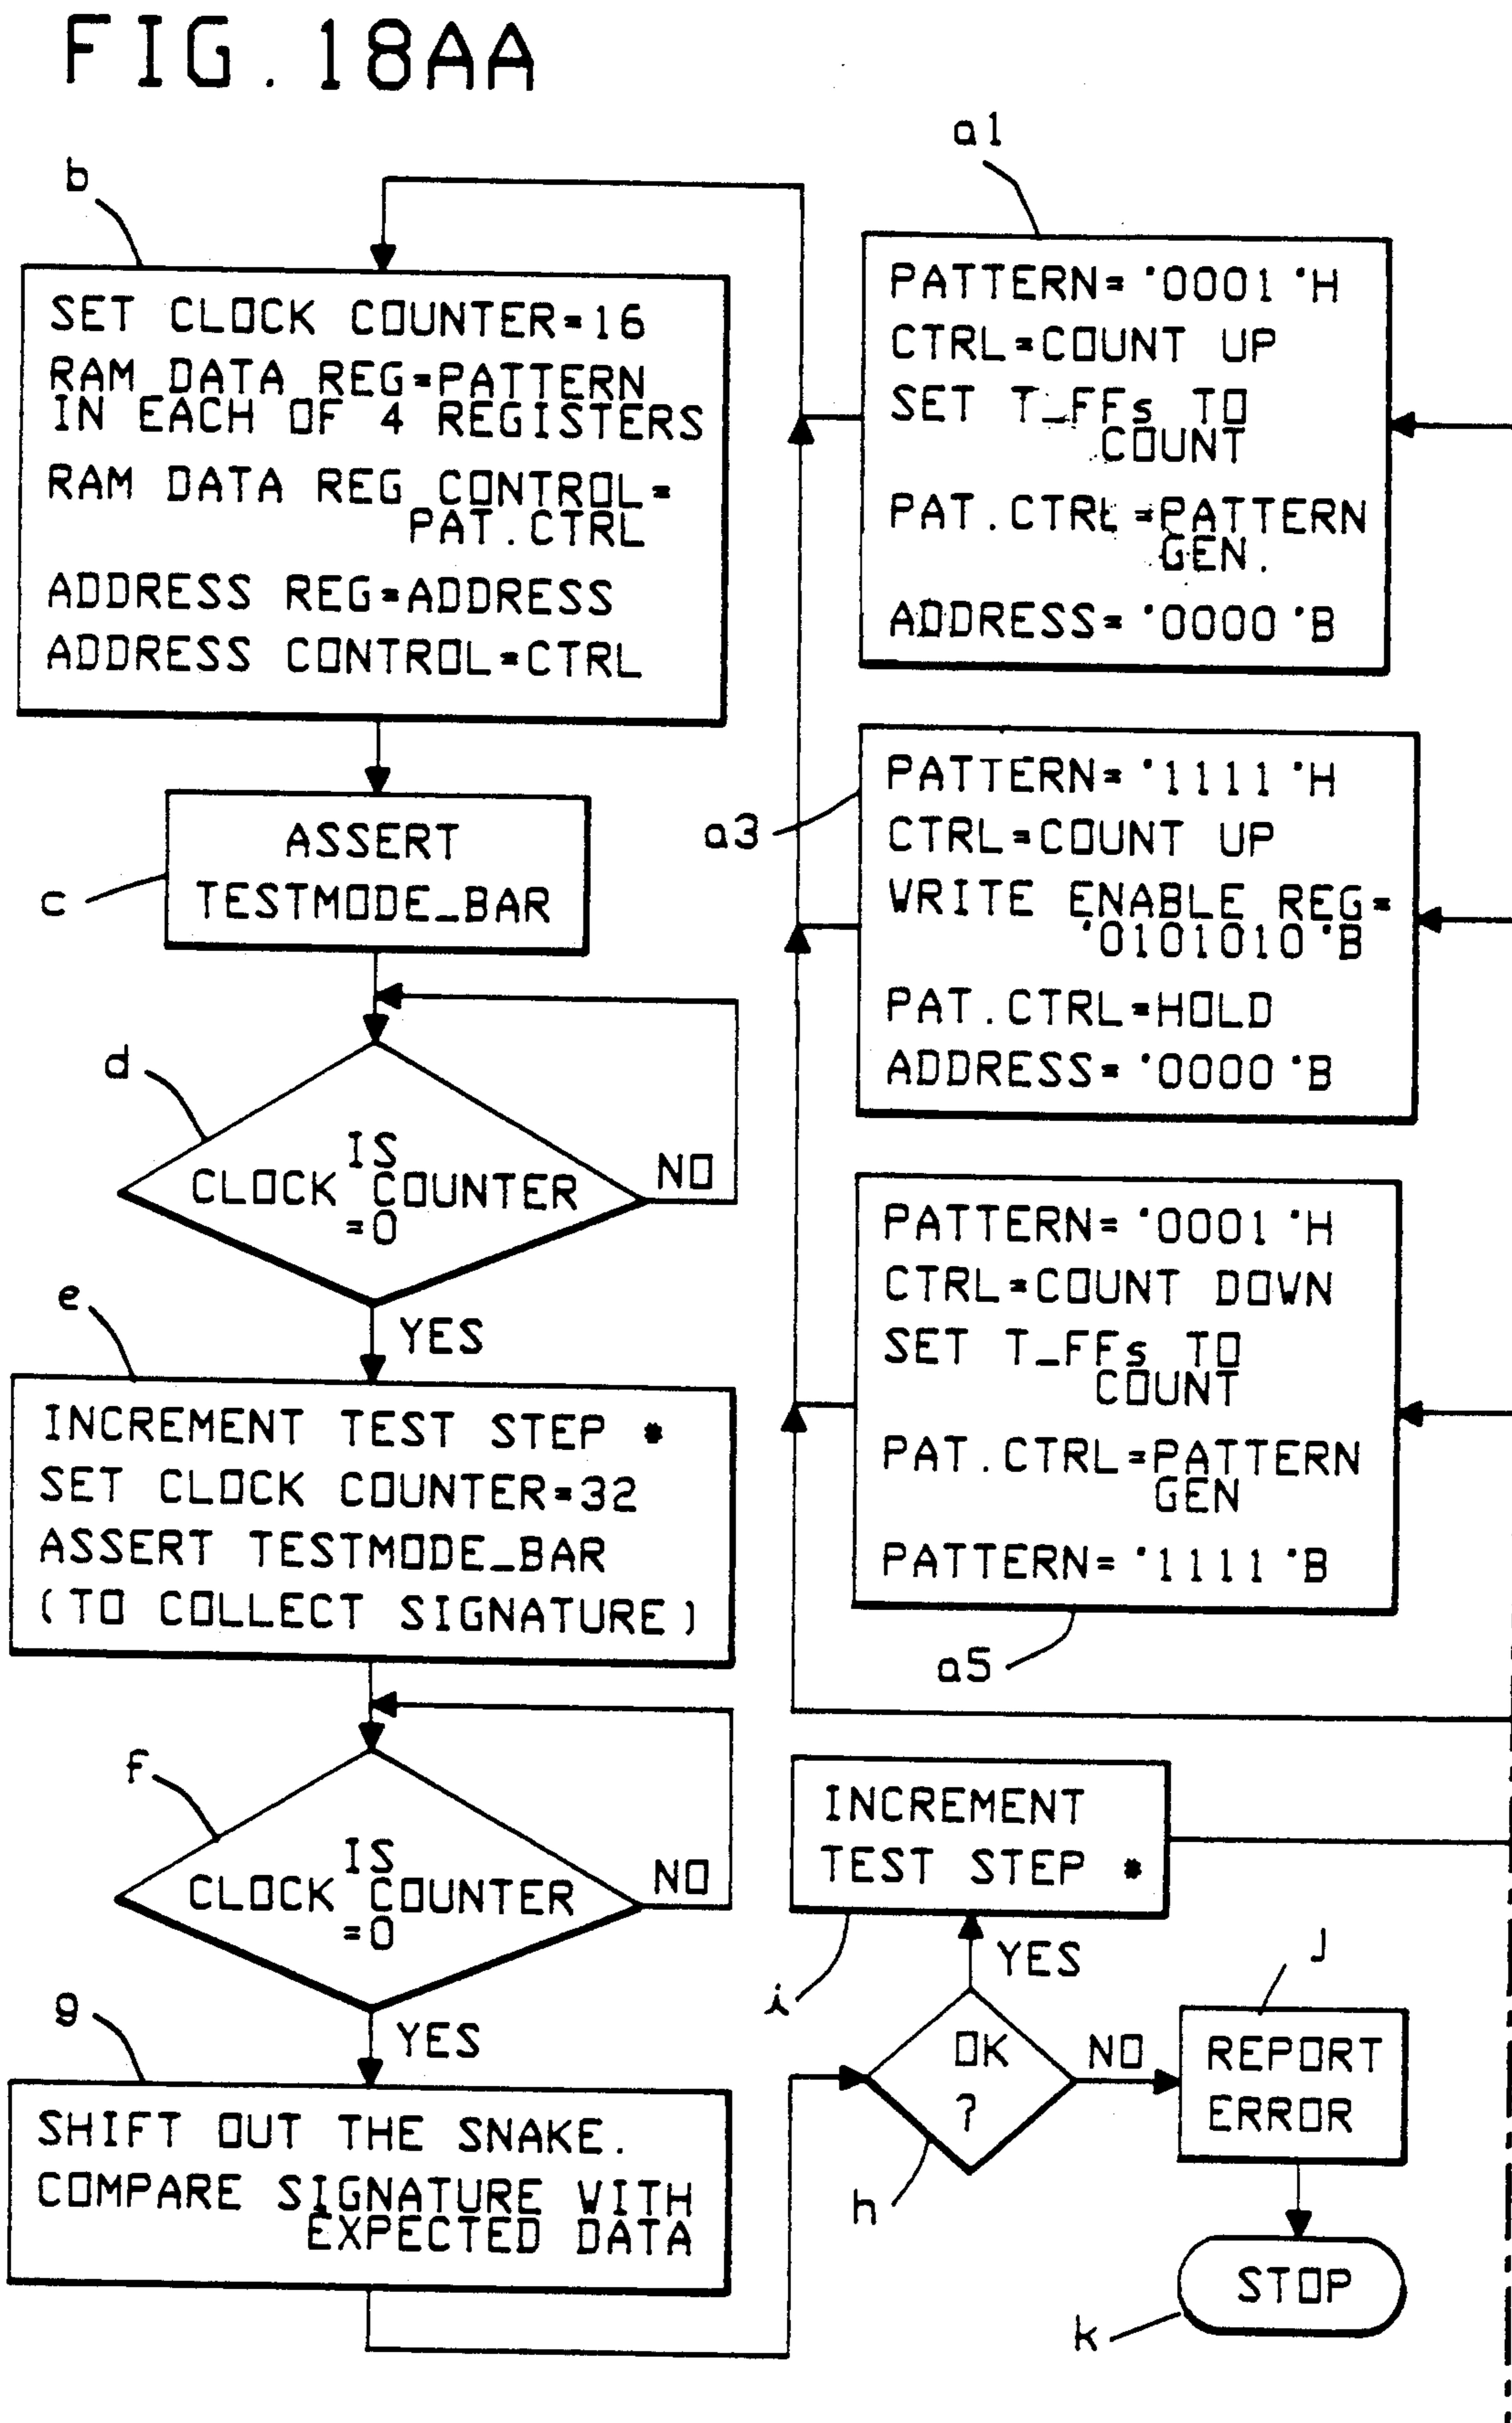 FIG. 18AA
b
SET CLOCK COUNTER=16
RAM DATA REG=PATTERN
IN EACH OF 4 REGISTERS
RAM DATA REG CONTROL=
PAT.CTRL
ADDRESS REG=ADDRESS
ADDRESS CONTROL=CTRL
c
ASSERT
TESTMODE_BAR
d
IS
CLOCK COUNTER
=0
NO
YES
e
INCREMENT TEST STEP #
SET CLOCK COUNTER=32
ASSERT TESTMODE_BAR
(TO COLLECT SIGNATURE)
f
IS
CLOCK COUNTER
=0
NO
YES
g
SHIFT OUT THE SNAKE.
COMPARE SIGNATURE WITH
EXPECTED DATA
a1
PATTERN= '0001 'H
CTRL=COUNT UP
SET T_FFs TO
COUNT
PAT.CTRL=PATTERN
GEN.
ADDRESS= '0000 'B
a3
PATTERN= '1111 'H
CTRL=COUNT UP
WRITE ENABLE REG=
'0101010 'B
PAT.CTRL=HOLD
ADDRESS= '0000 'B
PATTERN= '0001 'H
CTRL=COUNT DOWN
SET T_FFs TO
COUNT
PAT.CTRL=PATTERN
GEN
PATTERN= '1111 'B
a5
INCREMENT
TEST STEP #
i
YES
OK
?
h
NO
J
REPORT
ERROR
STOP
k